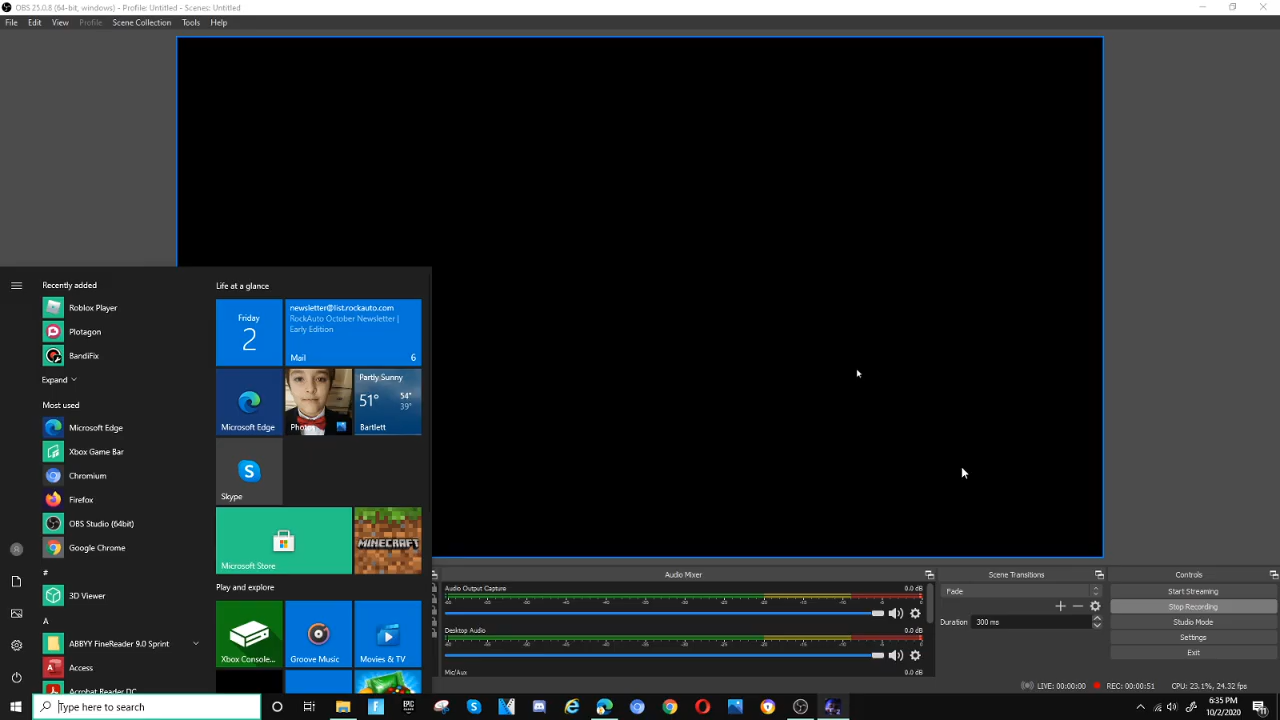 OBS 25.0.8 (64-bit, windows) - Profile: Untitled - Scenes: Untitled
File Edit View Profile Scene Collection Tools Help
Recently added
Roblox Player
Plotagon
BandiFix
Expand
Most used
Microsoft Edge
Xbox Game Bar
Chromium
Firefox
OBS Studio (64bit)
Google Chrome
#
3D Viewer
A
ABBYY FineReader 9.0 Sprint
Access
Acrobat Reader DC
Life at a glance
Friday
2
newsletter@list.rockauto.com
RockAuto October Newsletter |
Early Edition
Mail 6
Microsoft Edge
Photos
Partly Sunny
51° 54°
39°
Bartlett
Skype
Microsoft Store
MINECRAFT
Play and explore
Xbox Console...
Groove Music
Movies & TV
Audio Mixer
Audio Output Capture 0.0 dB
Desktop Audio 0.0 dB
Mic/Aux
Scene Transitions
Fade
Duration 300 ms
Controls
Start Streaming
Stop Recording
Studio Mode
Settings
Exit
LIVE: 00:00:00 REC: 00:00:51 CPU: 23.1%, 24.32 fps
Type here to search
EPIC
6:35 PM
10/2/2020